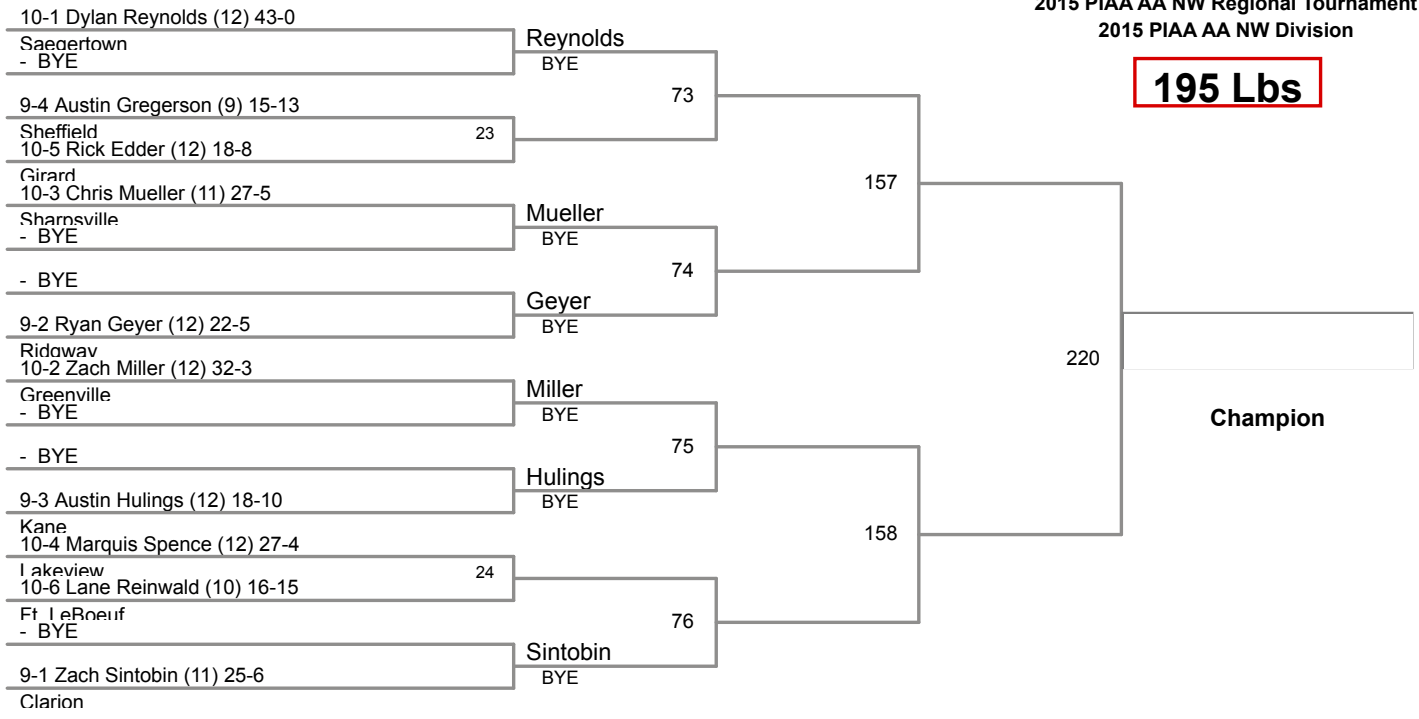 2015 PIAA AA NW Regional Tournament
2015 PIAA AA NW Division
195 Lbs
10-1 Dylan Reynolds (12) 43-0
Saegertown
- BYE
Reynolds
BYE
73
9-4 Austin Gregerson (9) 15-13
Sheffield
23
10-5 Rick Edder (12) 18-8
Girard
157
10-3 Chris Mueller (11) 27-5
Sharpsville
- BYE
Mueller
BYE
74
- BYE
9-2 Ryan Geyer (12) 22-5
Ridgway
Geyer
BYE
220
Champion
10-2 Zach Miller (12) 32-3
Greenville
- BYE
Miller
BYE
75
- BYE
9-3 Austin Hulings (12) 18-10
Kane
Hulings
BYE
158
10-4 Marquis Spence (12) 27-4
Lakeview
24
10-6 Lane Reinwald (10) 16-15
Ft. LeBoeuf
76
- BYE
9-1 Zach Sintobin (11) 25-6
Clarion
Sintobin
BYE